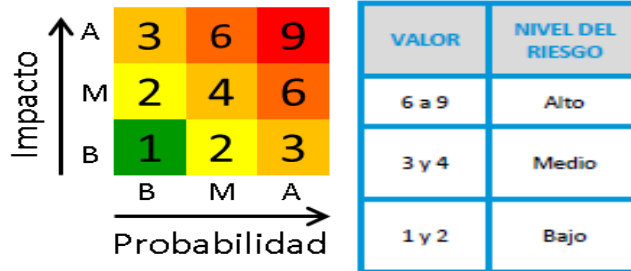 Impacto
A 3 6 9
M 2 4 6
B 1 2 3
B M A
Probabilidad
VALOR NIVEL DEL RIESGO
6 a 9 Alto
3 y 4 Medio
1 y 2 Bajo